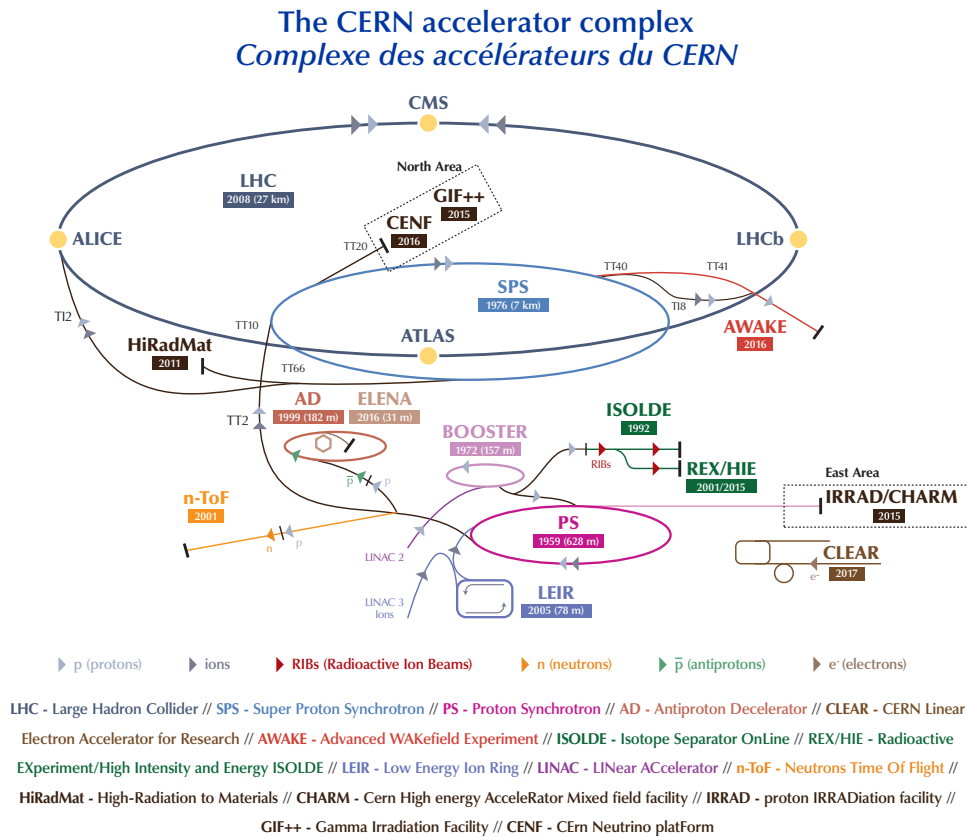 The CERN accelerator complex
Complexe des accélérateurs du CERN
CMS
North Area
LHC
2008 (27 km)
GIF++
2015
CENF
2016
TT20
ALICE
LHCb
TT40
TT41
SPS
1976 (7 km)
TI8
TI2
TT10
AWAKE
2016
ATLAS
HiRadMat
2011
TT66
AD
1999 (182 m)
ELENA
2016 (31 m)
TT2
BOOSTER
1972 (157 m)
ISOLDE
1992
RIBs
REX/HIE
2001/2015
p̅
p
East Area
IRRAD/CHARM
2015
n-ToF
2001
n
p
PS
1959 (628 m)
LINAC 2
CLEAR
2017
e-
LEIR
2005 (78 m)
LINAC 3
Ions
p (protons)
ions
RIBs (Radioactive Ion Beams)
n (neutrons)
p̅ (antiprotons)
e- (electrons)
LHC - Large Hadron Collider // SPS - Super Proton Synchrotron // PS - Proton Synchrotron // AD - Antiproton Decelerator // CLEAR - CERN Linear
Electron Accelerator for Research // AWAKE - Advanced WAKefield Experiment // ISOLDE - Isotope Separator OnLine // REX/HIE - Radioactive
EXperiment/High Intensity and Energy ISOLDE // LEIR - Low Energy Ion Ring // LINAC - LINear ACcelerator // n-ToF - Neutrons Time Of Flight //
HiRadMat - High-Radiation to Materials // CHARM - Cern High energy AcceleRator Mixed field facility // IRRAD - proton IRRADiation facility //
GIF++ - Gamma Irradiation Facility // CENF - CErn Neutrino platForm